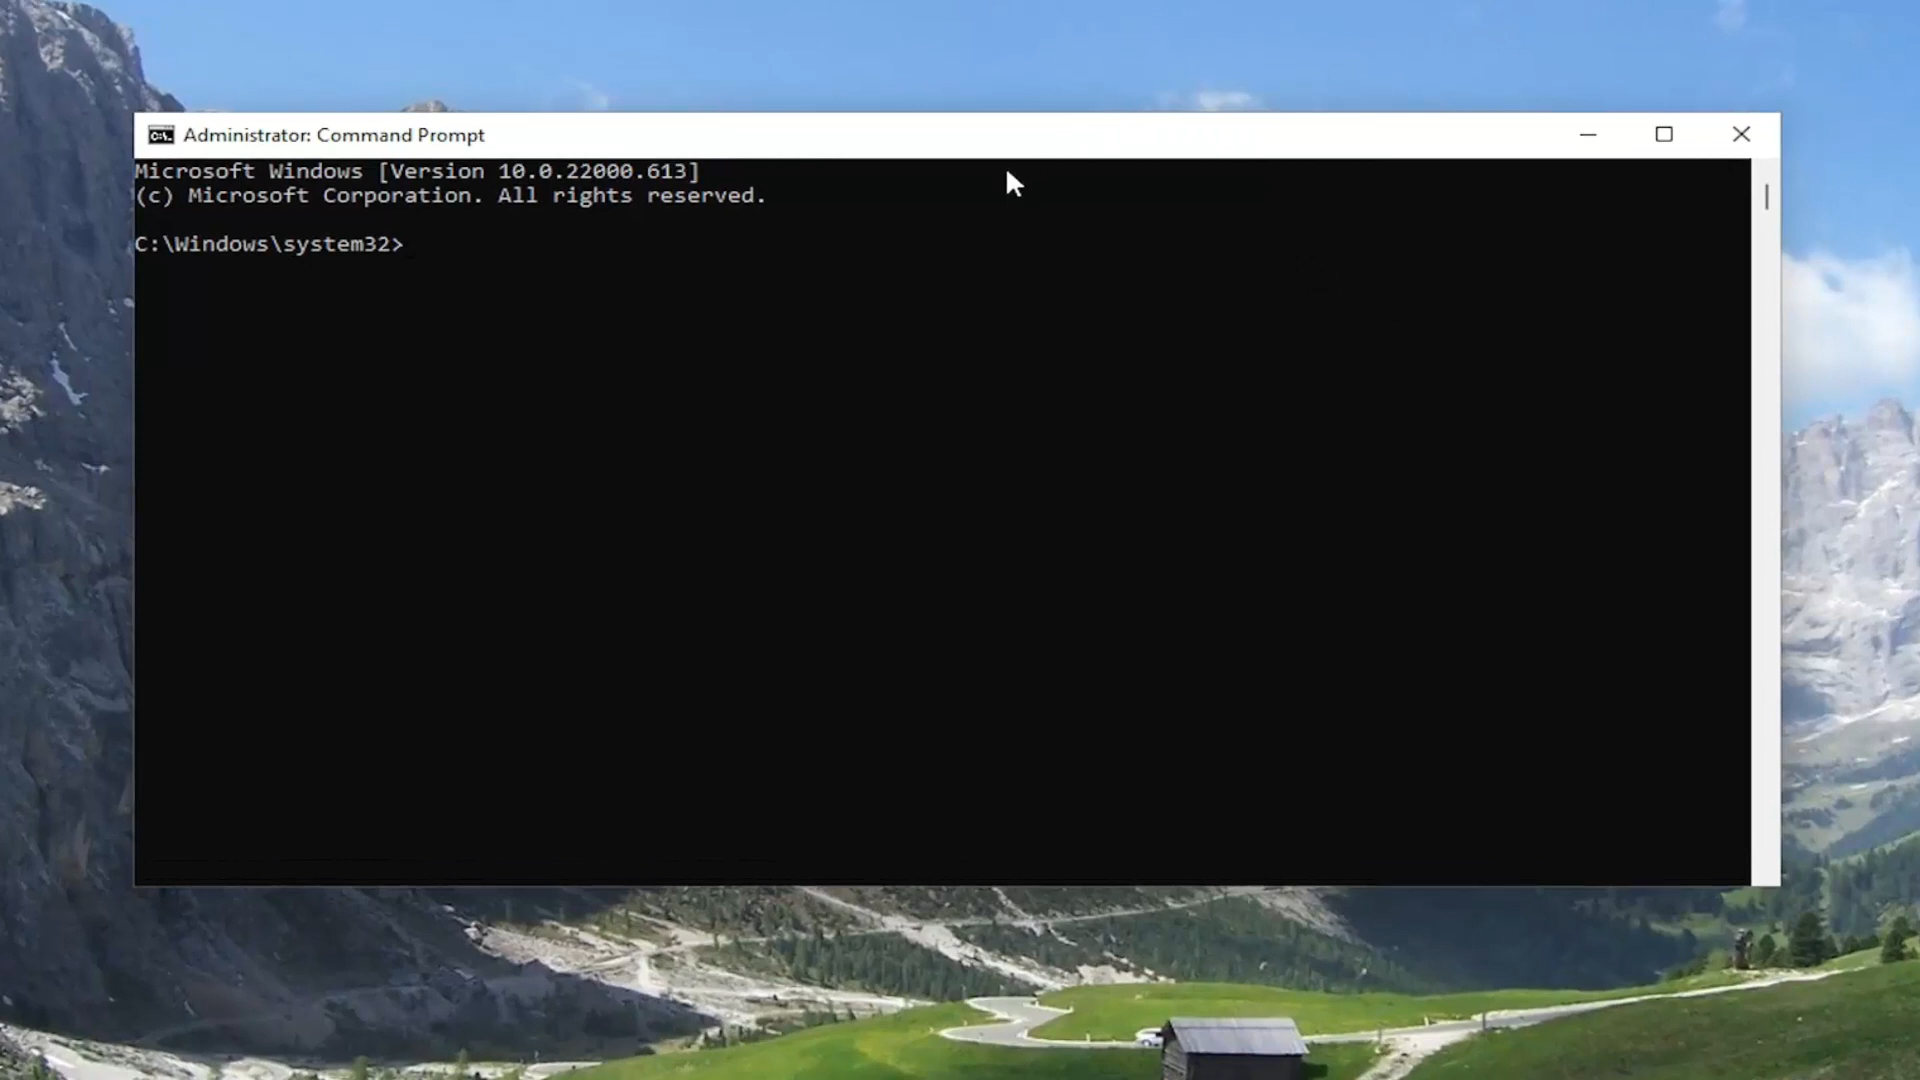 Administrator: Command Prompt
Microsoft Windows [Version 10.0.22000.613]
(c) Microsoft Corporation. All rights reserved.
C:\Windows\system32>